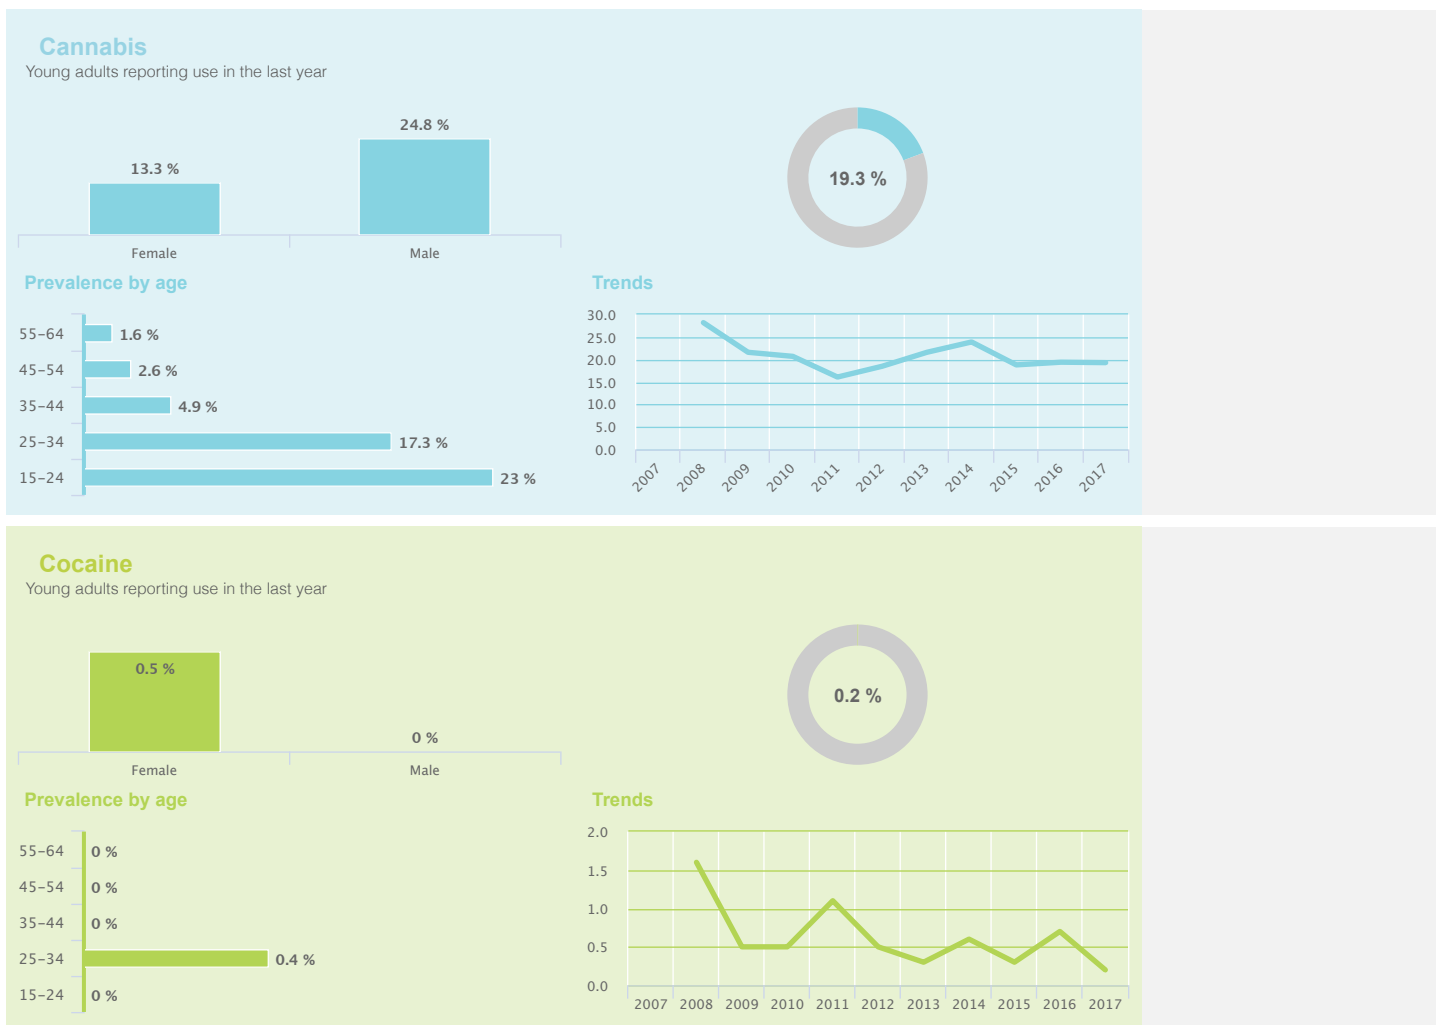 Cannabis
Young adults reporting use in the last year
13.3 %
24.8 %
Female
Male
19.3 %
Prevalence by age
55-64
1.6 %
45-54
2.6 %
35-44
4.9 %
25-34
17.3 %
15-24
23 %
Trends
30.0
25.0
20.0
15.0
10.0
5.0
0.0
2007 2008 2009 2010 2011 2012 2013 2014 2015 2016 2017
Cocaine
Young adults reporting use in the last year
0.5 %
0 %
Female
Male
0.2 %
Prevalence by age
55-64
0 %
45-54
0 %
35-44
0 %
25-34
0.4 %
15-24
0 %
Trends
2.0
1.5
1.0
0.5
0.0
2007 2008 2009 2010 2011 2012 2013 2014 2015 2016 2017